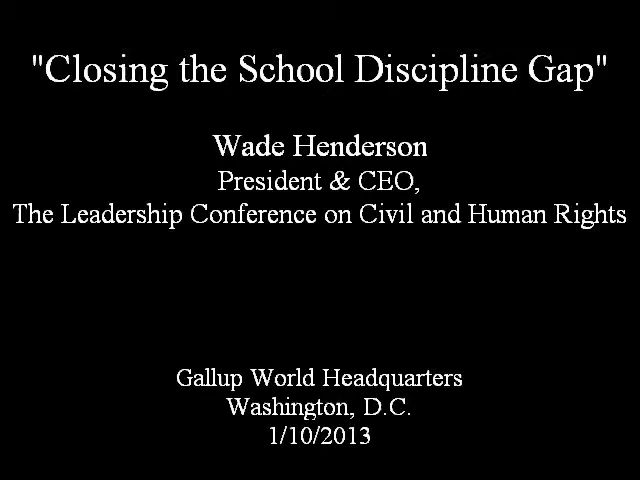 "Closing the School Discipline Gap"
Wade Henderson
President & CEO,
The Leadership Conference on Civil and Human Rights
Gallup World Headquarters
Washington, D.C.
1/10/2013